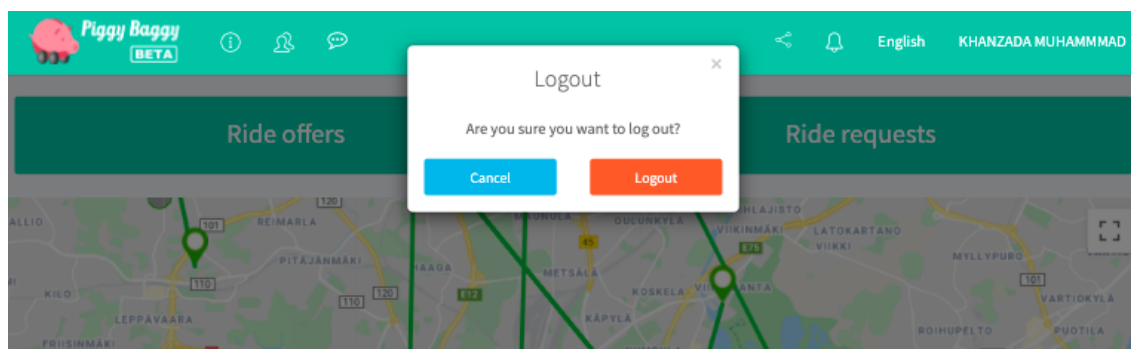 Piggy Baggy
BETA
English
KHANZADA MUHAMMMAD
Logout
×
Are you sure you want to log out?
Cancel
Logout
Ride offers
Ride requests
ALLIO
101
REIMARLA
120
MAUNULA
OULUNKYLÄ
45
VIIKINMÄKI
E75
LATOKARTANO
VIIKKI
PITÄJÄNMÄKI
HAAGA
METSÄLÄ
MYLLYPURO
KILO
110
110
120
E12
KOSKELA
101
VARTIOKYLÄ
LEPPÄVAARA
KÄPYLÄ
ROIHUPELTO
PUOTILA
FRIISINMÄKI